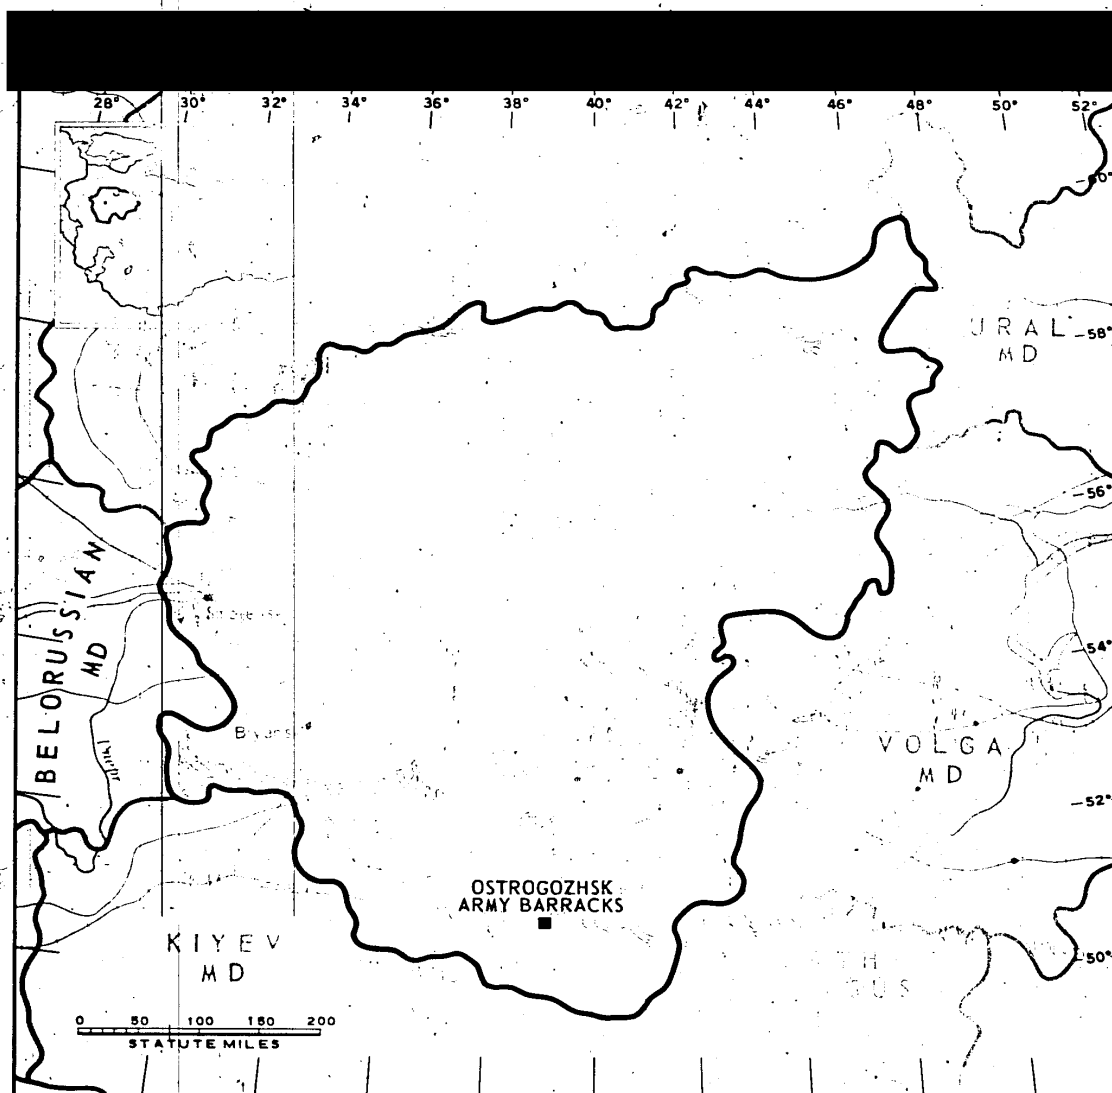 28° 30° 32° 34° 36° 38° 40° 42° 44° 46° 48° 50° 52°
60°
URAL
MD
58°
56°
BELORUSSIAN
MD
54°
VOLGA
MD
52°
OSTROGOZHSK
ARMY BARRACKS
KIYEV
MD
50°
0 50 100 150 200
STATUTE MILES